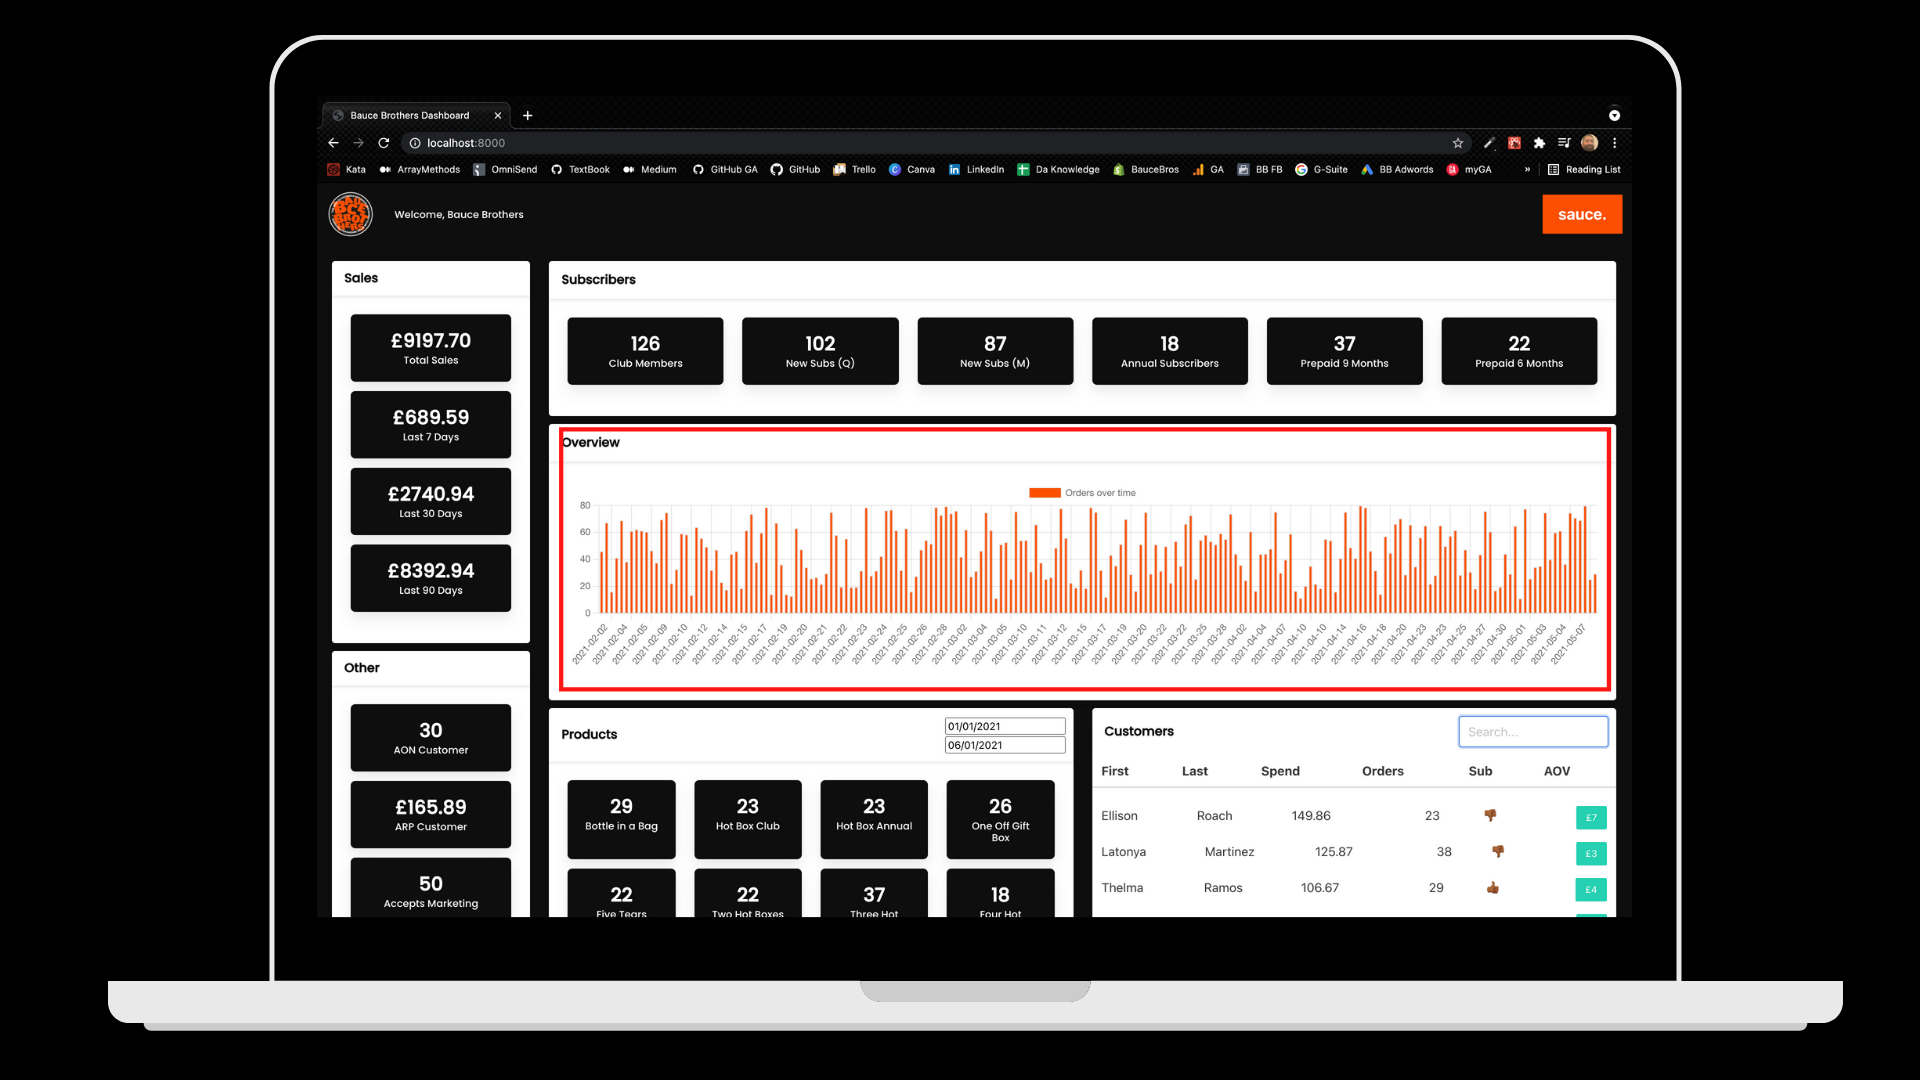 Bauce Brothers Dashboard
localhost:8000
Kata ArrayMethods OmniSend TextBook Medium GitHub GA GitHub Trello Canva LinkedIn Da Knowledge BauceBros GA BB FB G-Suite BB Adwords myGA » Reading List
BAUCE BROTHERS
Welcome, Bauce Brothers
sauce.
Sales
£9197.70
Total Sales
£689.59
Last 7 Days
£2740.94
Last 30 Days
£8392.94
Last 90 Days
Other
30
AON Customer
£165.89
ARP Customer
50
Accepts Marketing
Subscribers
126
Club Members
102
New Subs (Q)
87
New Subs (M)
18
Annual Subscribers
37
Prepaid 9 Months
22
Prepaid 6 Months
Overview
Orders over time
80
60
40
20
0
2021-02-02 2021-02-04 2021-02-05 2021-02-09 2021-02-10 2021-02-12 2021-02-14 2021-02-15 2021-02-17 2021-02-19 2021-02-20 2021-02-21 2021-02-22 2021-02-23 2021-02-24 2021-02-25 2021-02-26 2021-02-28 2021-03-02 2021-03-04 2021-03-05 2021-03-10 2021-03-11 2021-03-12 2021-03-15 2021-03-17 2021-03-19 2021-03-20 2021-03-22 2021-03-22 2021-03-25 2021-03-28 2021-04-02 2021-04-04 2021-04-07 2021-04-10 2021-04-10 2021-04-14 2021-04-16 2021-04-18 2021-04-20 2021-04-23 2021-04-23 2021-04-25 2021-04-27 2021-04-30 2021-05-01 2021-05-03 2021-05-04 2021-05-07
Products
01/01/2021
06/01/2021
29
Bottle in a Bag
23
Hot Box Club
23
Hot Box Annual
26
One Off Gift
Box
22
Five Tears
22
Two Hot Boxes
37
Three Hot
18
Four Hot
Customers
Search...
First Last Spend Orders Sub AOV
Ellison Roach 149.86 23 £7
Latonya Martinez 125.87 38 £3
Thelma Ramos 106.67 29 £4